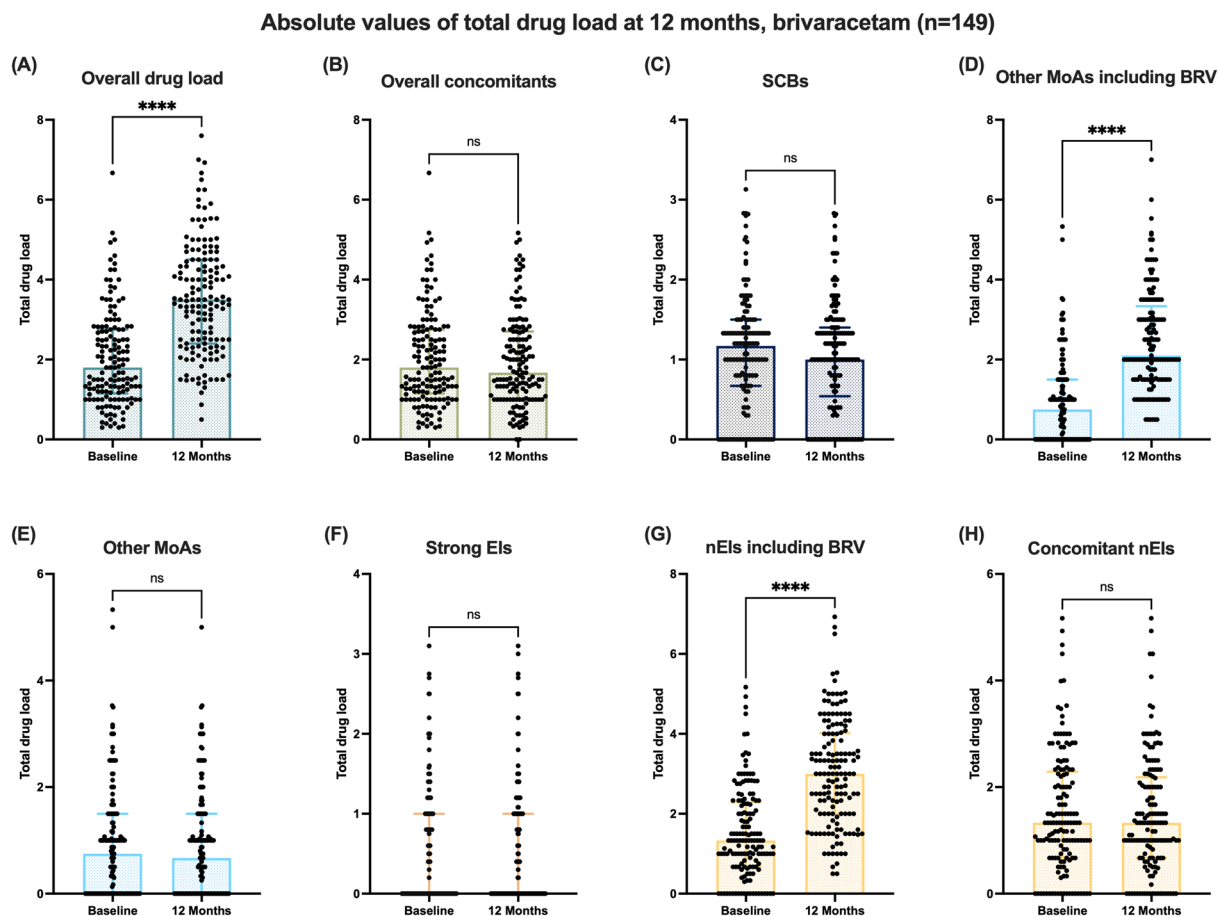 Absolute values of total drug load at 12 months, brivaracetam (n=149)
(A)
Overall drug load
****
Total drug load
8
6
4
2
0
Baseline
12 Months
(B)
Overall concomitants
ns
Total drug load
8
6
4
2
0
Baseline
12 Months
(C)
SCBs
ns
Total drug load
4
3
2
1
0
Baseline
12 Months
(D)
Other MoAs including BRV
****
Total drug load
8
6
4
2
0
Baseline
12 Months
(E)
Other MoAs
ns
Total drug load
6
4
2
0
Baseline
12 Months
(F)
Strong EIs
ns
Total drug load
4
3
2
1
0
Baseline
12 Months
(G)
nEIs including BRV
****
Total drug load
8
6
4
2
0
Baseline
12 Months
(H)
Concomitant nEIs
ns
Total drug load
6
4
2
0
Baseline
12 Months